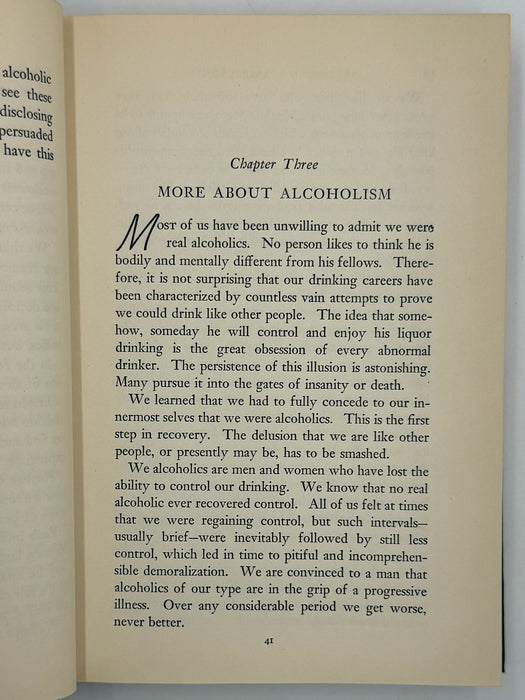 alcoholic
see these
disclosing
persuaded
have this
Chapter Three
MORE ABOUT ALCOHOLISM
MOST of us have been unwilling to admit we were
real alcoholics. No person likes to think he is
bodily and mentally different from his fellows. There-
fore, it is not surprising that our drinking careers have
been characterized by countless vain attempts to prove
we could drink like other people. The idea that some-
how, someday he will control and enjoy his liquor
drinking is the great obsession of every abnormal
drinker. The persistence of this illusion is astonishing.
Many pursue it into the gates of insanity or death.
We learned that we had to fully concede to our in-
nermost selves that we were alcoholics. This is the first
step in recovery. The delusion that we are like other
people, or presently may be, has to be smashed.
We alcoholics are men and women who have lost the
ability to control our drinking. We know that no real
alcoholic ever recovered control. All of us felt at times
that we were regaining control, but such intervals—
usually brief—were inevitably followed by still less
control, which led in time to pitiful and incomprehen-
sible demoralization. We are convinced to a man that
alcoholics of our type are in the grip of a progressive
illness. Over any considerable period we get worse,
never better.
41